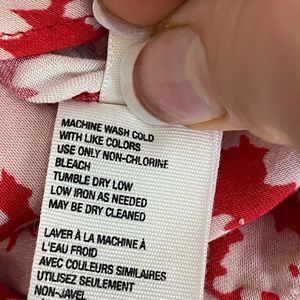 MACHINE WASH COLD
WITH LIKE COLORS
USE ONLY NON-CHLORINE
BLEACH
TUMBLE DRY LOW
LOW IRON AS NEEDED
MAY BE DRY CLEANED
LAVER À LA MACHINE À
L'EAU FROID
AVEC COULEURS SIMILAIRES
UTILISEZ SEULEMENT
NON-JAVEL